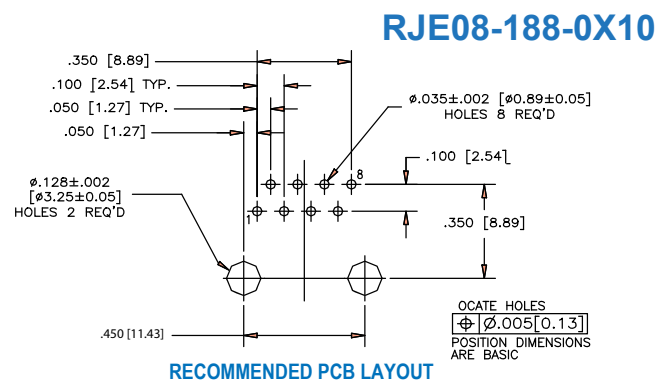 RJE08-188-0X10
.350 [8.89]
.100 [2.54] TYP.
.050 [1.27] TYP.
.050 [1.27]
ø.035±.002 [ø0.89±0.05]
HOLES 8 REQ'D
.100 [2.54]
8
1
ø.128±.002
[ø3.25±0.05]
HOLES 2 REQ'D
.350 [8.89]
.450 [11.43]
OCATE HOLES
⌖ Ø.005[0.13]
POSITION DIMENSIONS
ARE BASIC
RECOMMENDED PCB LAYOUT